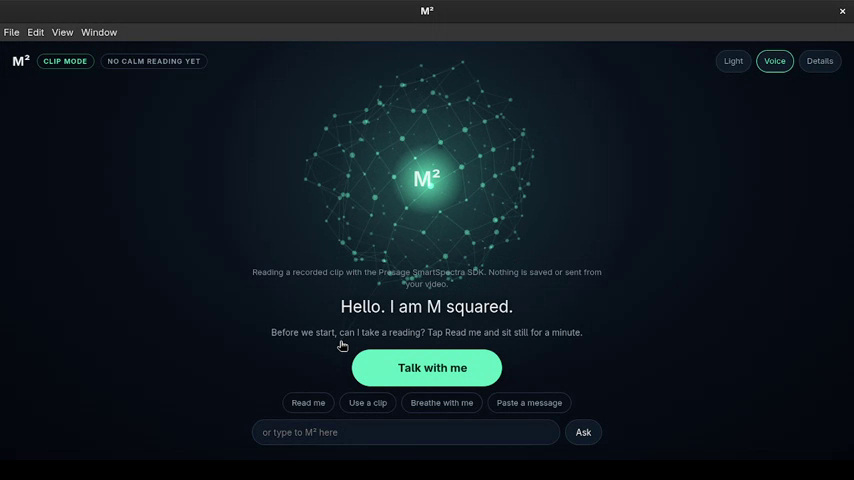 M²
×
File Edit View Window
M² CLIP MODE NO CALM READING YET Light Voice Details
M²
Reading a recorded clip with the Presage SmartSpectra SDK. Nothing is saved or sent from
your video.
Hello. I am M squared.
Before we start, can I take a reading? Tap Read me and sit still for a minute.
Talk with me
Read me Use a clip Breathe with me Paste a message
or type to M² here Ask